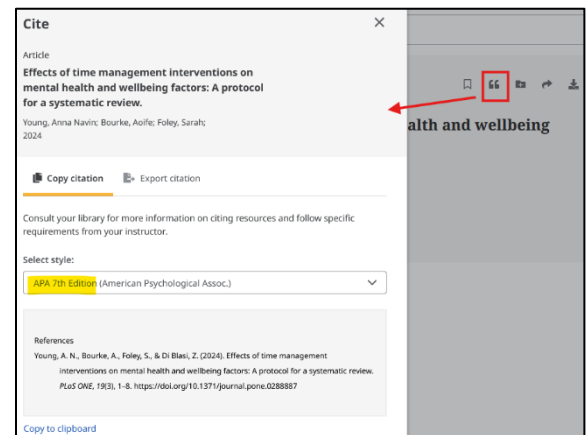 Cite
Article
Effects of time management interventions on
mental health and wellbeing factors: A protocol
for a systematic review.
Young, Anna Navin; Bourke, Aoife; Foley, Sarah;
2024
Copy citation Export citation
Consult your library for more information on citing resources and follow specific
requirements from your instructor.
Select style:
APA 7th Edition (American Psychological Assoc.)
References
Young, A. N., Bourke, A., Foley, S., & Di Blasi, Z. (2024). Effects of time management
interventions on mental health and wellbeing factors: A protocol for a systematic review.
PLoS ONE, 19(3), 1–8. https://doi.org/10.1371/journal.pone.0288887
Copy to clipboard
alth and wellbeing